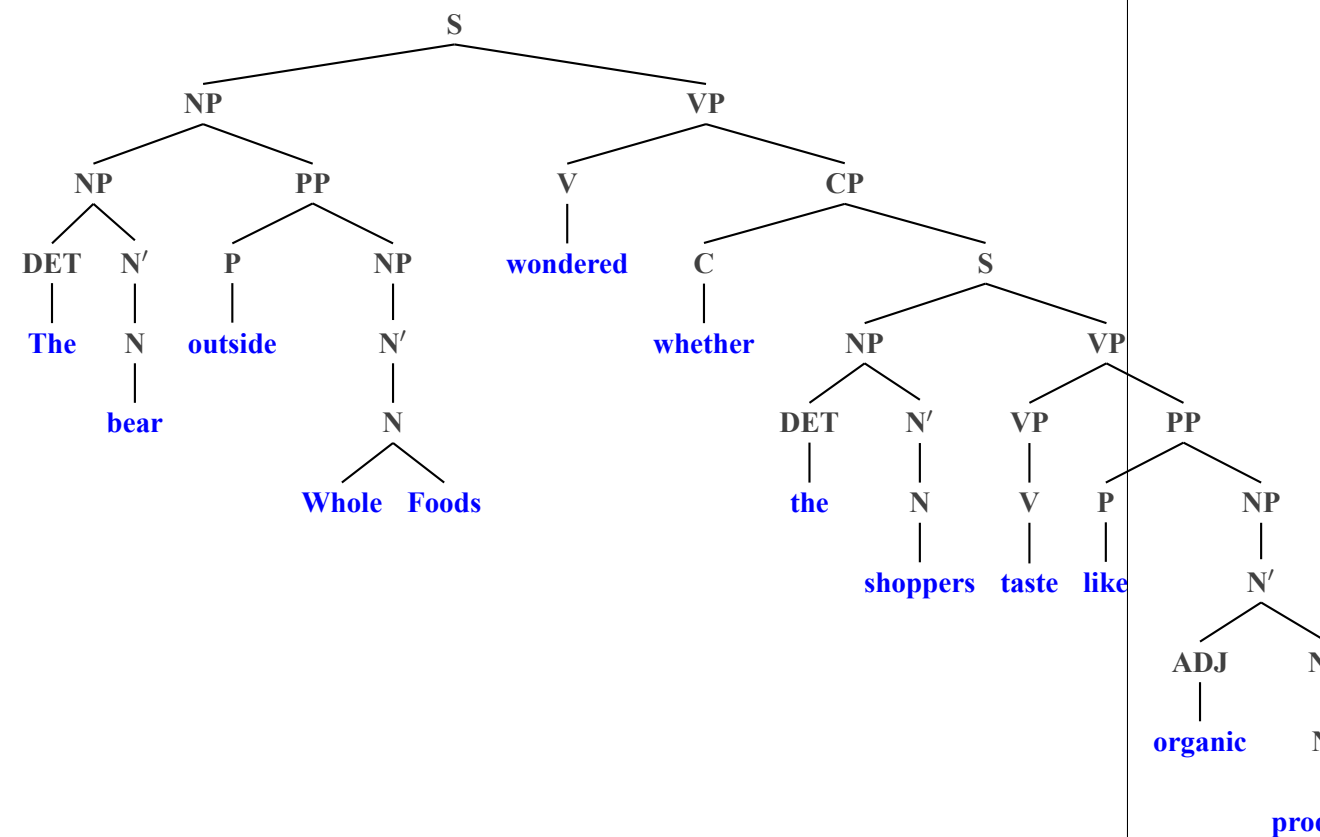 S
NP VP
NP PP V CP
DET N′ P NP wondered C S
The N outside N′ whether NP VP
bear N DET N′ VP PP
Whole Foods the N V P NP
shoppers taste like N′
ADJ
organic